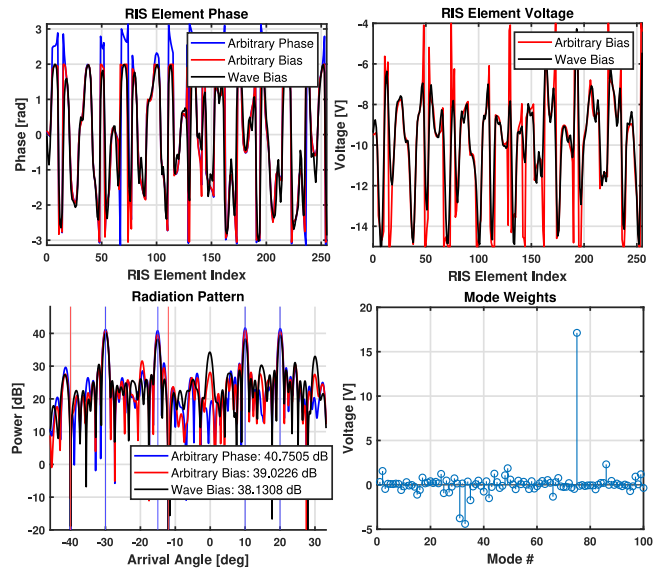 RIS Element Phase
3
2
1
0
-1
-2
-3
Phase [rad]
Arbitrary Phase
Arbitrary Bias
Wave Bias
0
50
100
150
200
250
RIS Element Index
RIS Element Voltage
-4
-6
-8
-10
-12
-14
Voltage [V]
Arbitrary Bias
Wave Bias
0
50
100
150
200
250
RIS Element Index
Radiation Pattern
60
40
20
0
-20
Power [dB]
Arbitrary Phase: 40.7505 dB
Arbitrary Bias: 39.0226 dB
Wave Bias: 38.1308 dB
-40
-30
-20
-10
0
10
20
30
Arrival Angle [deg]
Mode Weights
20
15
10
5
0
-5
Voltage [V]
0
20
40
60
80
100
Mode #